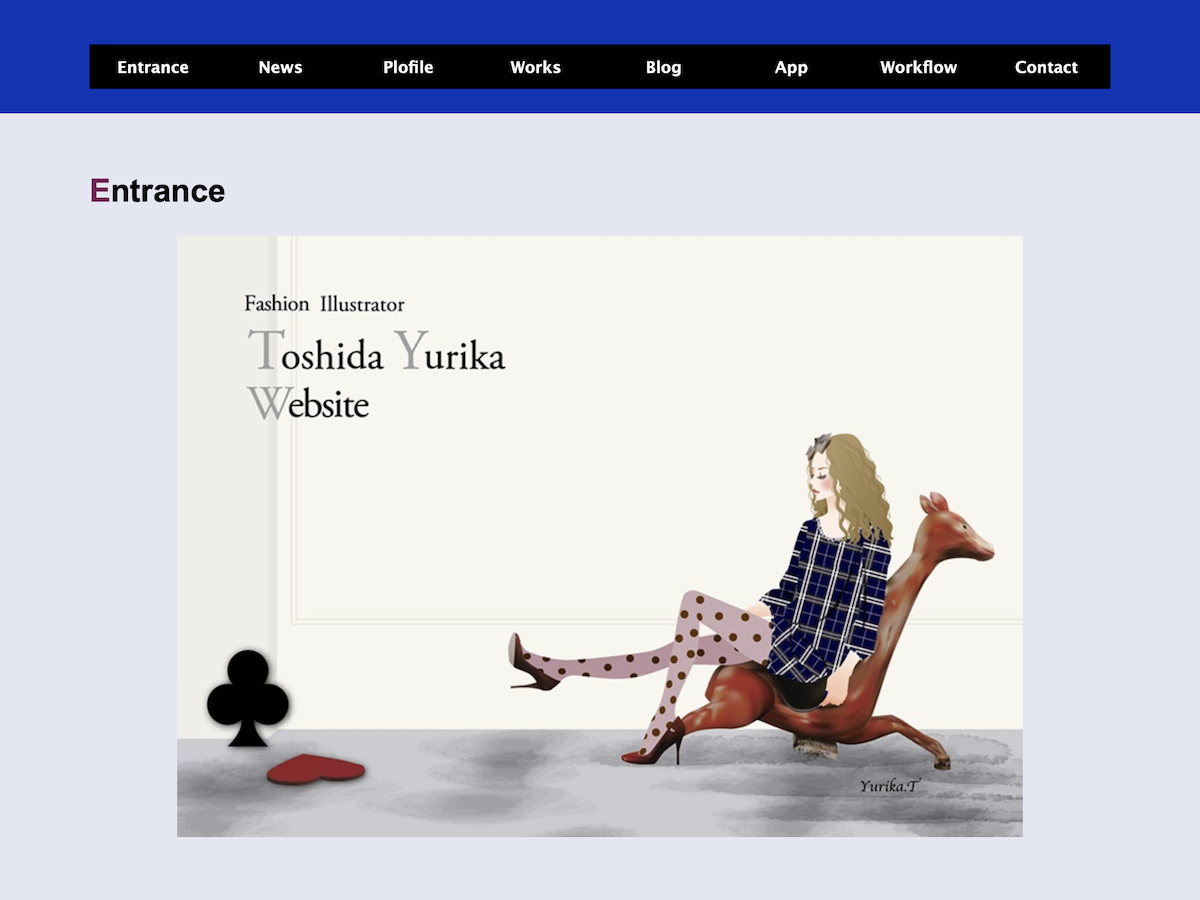 Entrance News Plofile Works Blog App Workflow Contact
Entrance
Fashion Illustrator
Toshida Yurika
Website
Yurika.T